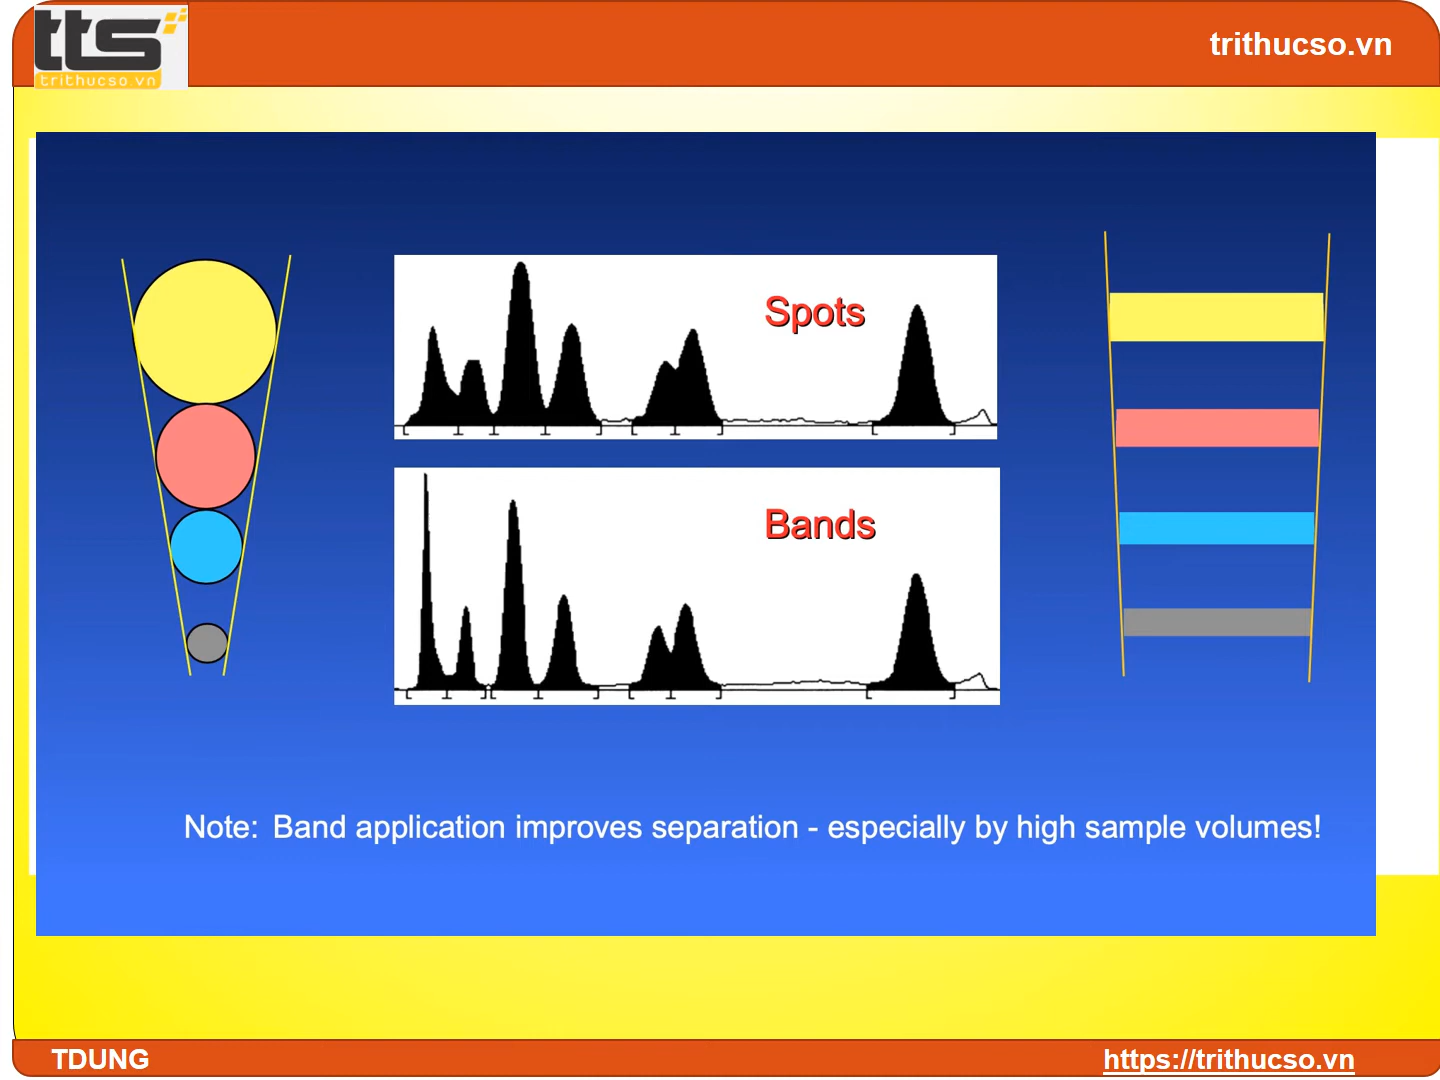 tts
trithucso.vn
trithucso.vn
Spots
Bands
Note: Band application improves separation - especially by high sample volumes!
TDUNG
https://trithucso.vn